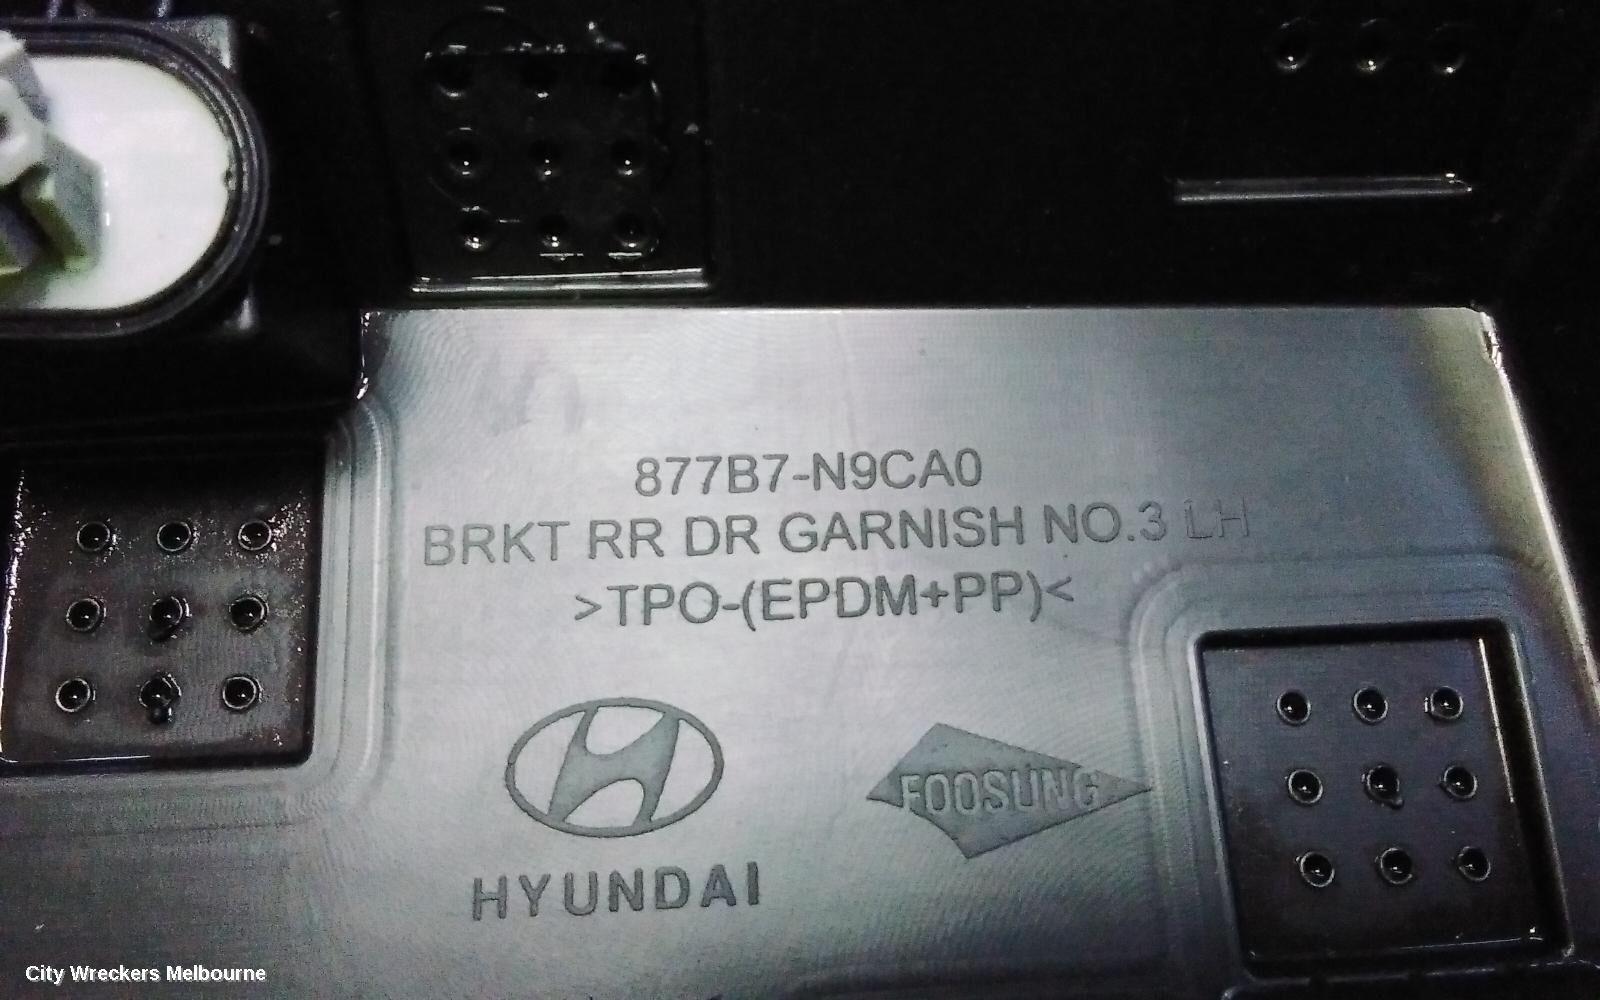 877B7-N9CA0
BRKT RR DR GARNISH NO.3 LH
>TPO-(EPDM+PP)<
FOOSUNG
HYUNDAI
City Wreckers Melbourne